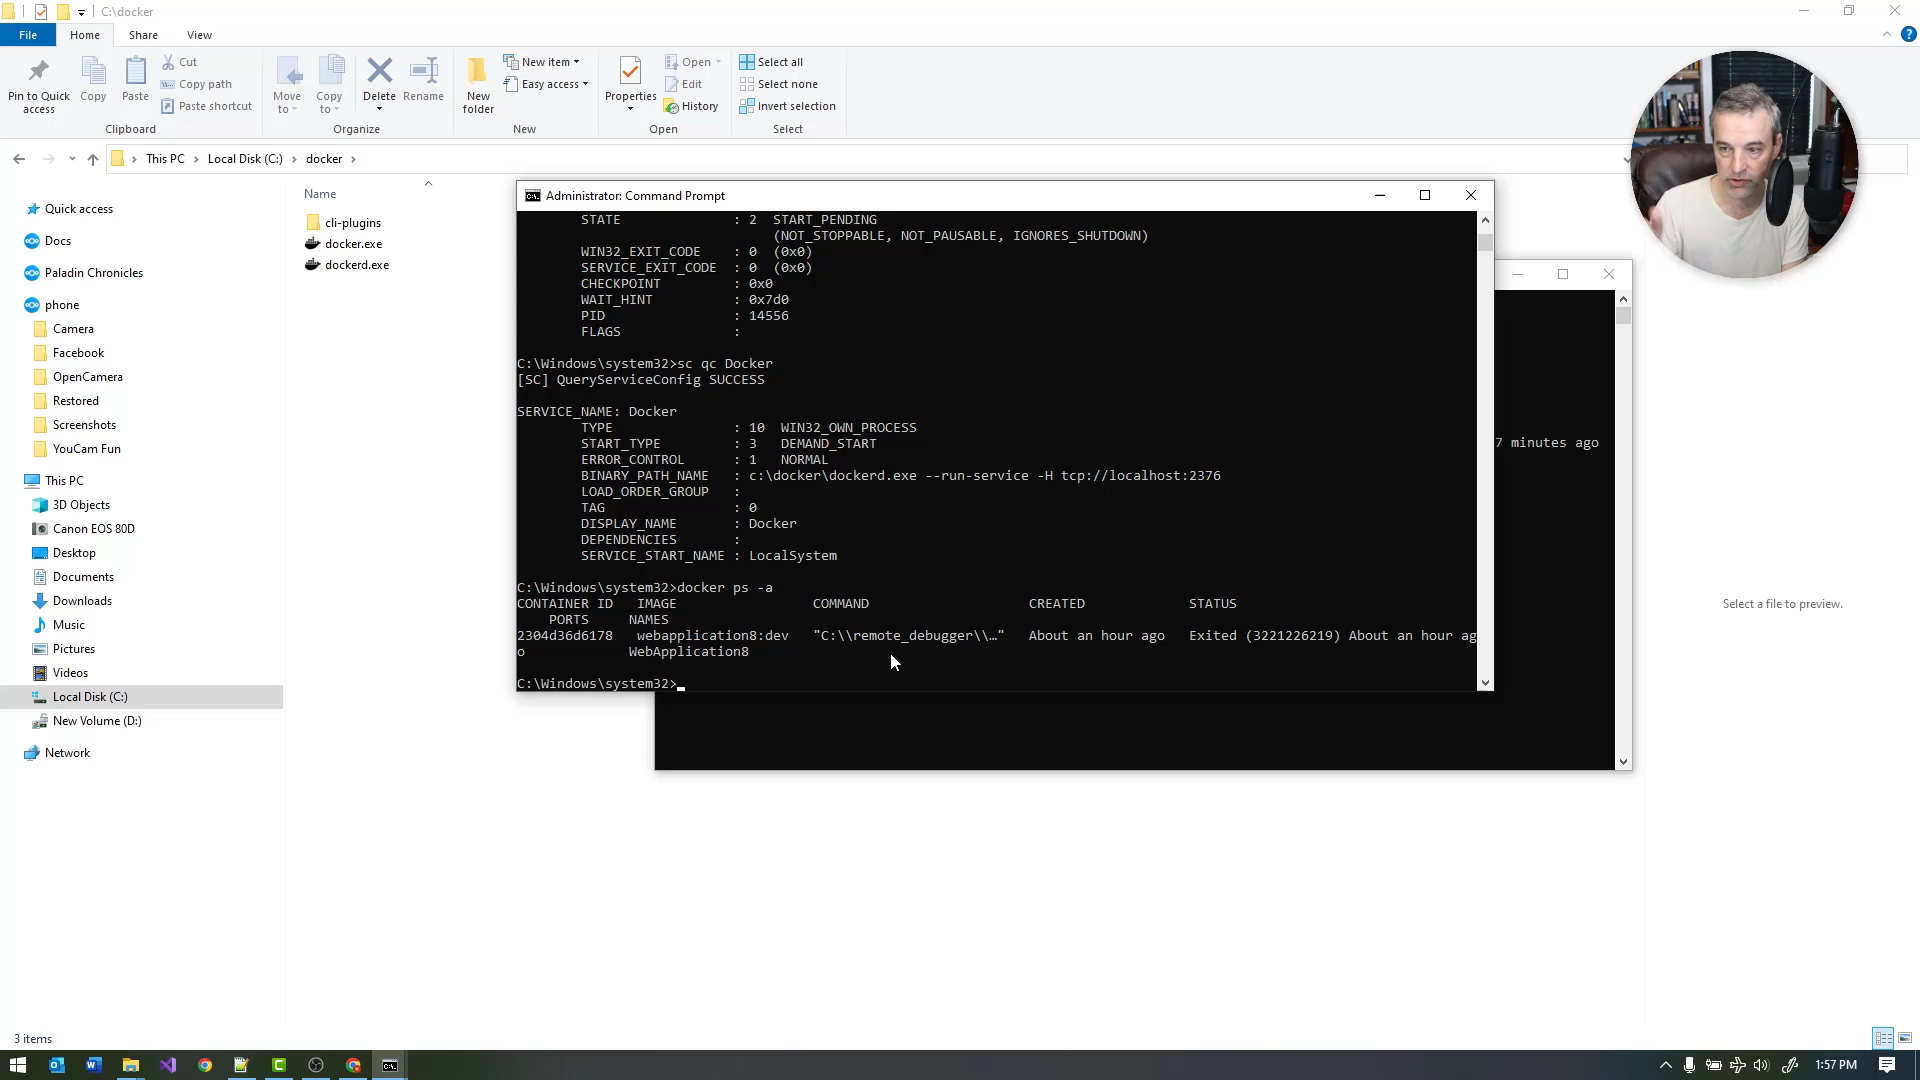 C:\docker
File Home Share View
Pin to Quick access
Copy
Paste
Cut
Copy path
Paste shortcut
Clipboard
Move to
Copy to
Delete
Rename
Organize
New folder
New item
Easy access
New
Properties
Open
Edit
History
Open
Select all
Select none
Invert selection
Select
This PC > Local Disk (C:) > docker >
Quick access
Docs
Paladin Chronicles
phone
Camera
Facebook
OpenCamera
Restored
Screenshots
YouCam Fun
This PC
3D Objects
Canon EOS 80D
Desktop
Documents
Downloads
Music
Pictures
Videos
Local Disk (C:)
New Volume (D:)
Network
Name
cli-plugins
docker.exe
dockerd.exe
Administrator: Command Prompt
STATE : 2 START_PENDING
(NOT_STOPPABLE, NOT_PAUSABLE, IGNORES_SHUTDOWN)
WIN32_EXIT_CODE : 0 (0x0)
SERVICE_EXIT_CODE : 0 (0x0)
CHECKPOINT : 0x0
WAIT_HINT : 0x7d0
PID : 14556
FLAGS :
C:\Windows\system32>sc qc Docker
[SC] QueryServiceConfig SUCCESS
SERVICE_NAME: Docker
TYPE : 10 WIN32_OWN_PROCESS
START_TYPE : 3 DEMAND_START
ERROR_CONTROL : 1 NORMAL
BINARY_PATH_NAME : c:\docker\dockerd.exe --run-service -H tcp://localhost:2376
LOAD_ORDER_GROUP :
TAG : 0
DISPLAY_NAME : Docker
DEPENDENCIES :
SERVICE_START_NAME : LocalSystem
C:\Windows\system32>docker ps -a
CONTAINER ID IMAGE COMMAND CREATED STATUS
PORTS NAMES
2304d36d6178 webapplication8:dev "C:\\remote_debugger\\…" About an hour ago Exited (3221226219) About an hour ag
o WebApplication8
C:\Windows\system32>
7 minutes ago
Select a file to preview.
3 items
1:57 PM